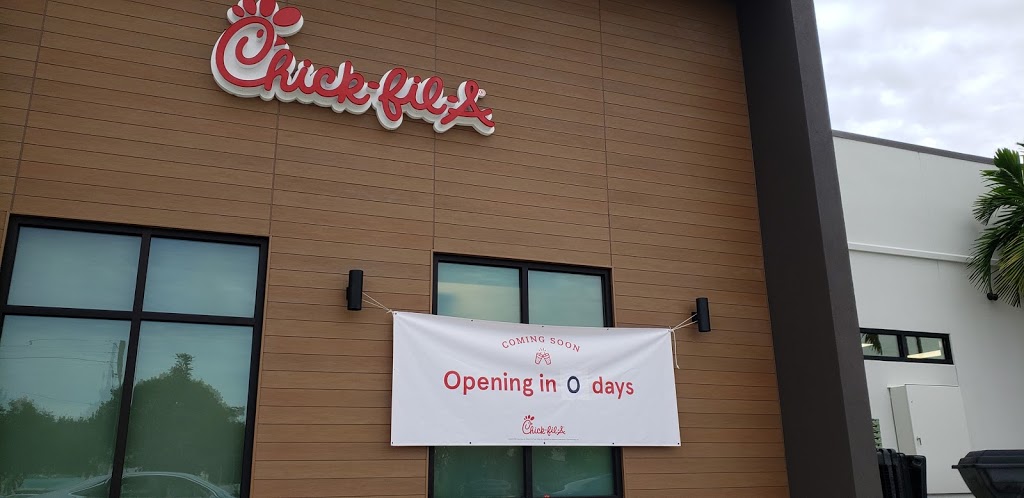 Chick-fil-A
COMING SOON
Opening in 0 days
Chick-fil-A